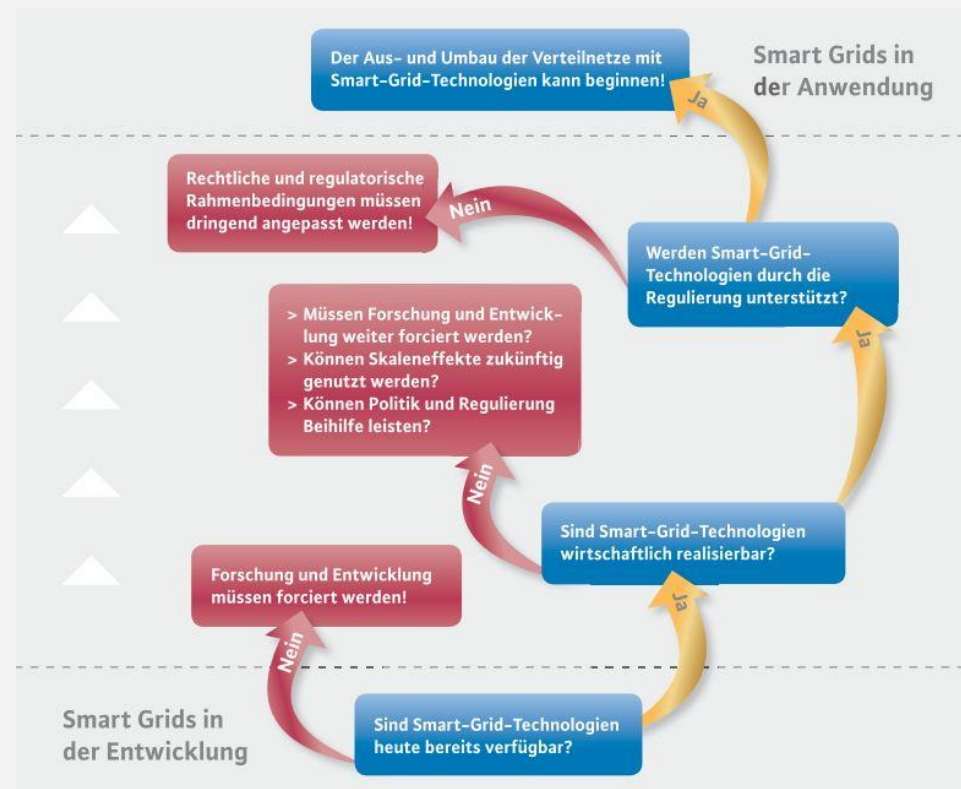 Der Aus- und Umbau der Verteilnetze mit
Smart-Grid-Technologien kann beginnen!
Smart Grids in
der Anwendung
Ja
Rechtliche und regulatorische
Rahmenbedingungen müssen
dringend angepasst werden!
Nein
Werden Smart-Grid-
Technologien durch die
Regulierung unterstützt?
> Müssen Forschung und Entwick-
lung weiter forciert werden?
> Können Skaleneffekte zukünftig
genutzt werden?
> Können Politik und Regulierung
Beihilfe leisten?
Ja
Nein
Sind Smart-Grid-Technologien
wirtschaftlich realisierbar?
Forschung und Entwicklung
müssen forciert werden!
Ja
Nein
Smart Grids in
der Entwicklung
Sind Smart-Grid-Technologien
heute bereits verfügbar?